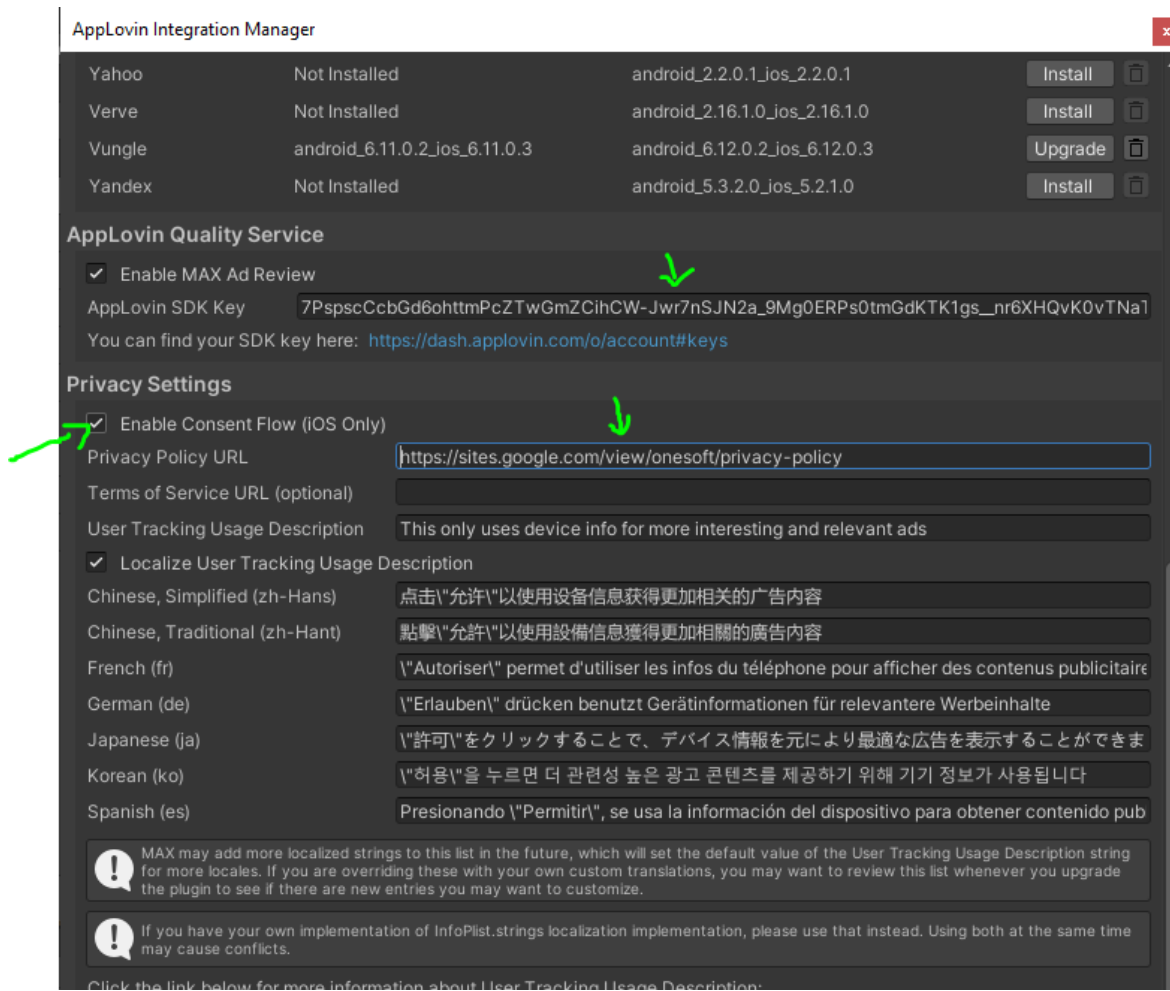 AppLovin Integration Manager
x
Yahoo Not Installed android_2.2.0.1_ios_2.2.0.1 Install
Verve Not Installed android_2.16.1.0_ios_2.16.1.0 Install
Vungle android_6.11.0.2_ios_6.11.0.3 android_6.12.0.2_ios_6.12.0.3 Upgrade
Yandex Not Installed android_5.3.2.0_ios_5.2.1.0 Install
AppLovin Quality Service
Enable MAX Ad Review
AppLovin SDK Key 7PspscCcbGd6ohttmPcZTwGmZCihCW-Jwr7nSJN2a_9Mg0ERPs0tmGdKTK1gs__nr6XHQvK0vTNaT
You can find your SDK key here: https://dash.applovin.com/o/account#keys
Privacy Settings
Enable Consent Flow (iOS Only)
Privacy Policy URL https://sites.google.com/view/onesoft/privacy-policy
Terms of Service URL (optional)
User Tracking Usage Description This only uses device info for more interesting and relevant ads
Localize User Tracking Usage Description
Chinese, Simplified (zh-Hans) 点击\"允许\"以使用设备信息获得更加相关的广告内容
Chinese, Traditional (zh-Hant) 點擊\"允許\"以使用設備信息獲得更加相關的廣告内容
French (fr) \"Autoriser\" permet d'utiliser les infos du téléphone pour afficher des contenus publicitaire
German (de) \"Erlauben\" drücken benutzt Gerätinformationen für relevantere Werbeinhalte
Japanese (ja) \"許可\"をクリックすることで、デバイス情報を元により最適な広告を表示することができま
Korean (ko) \"허용\"을 누르면 더 관련성 높은 광고 콘텐츠를 제공하기 위해 기기 정보가 사용됩니다
Spanish (es) Presionando \"Permitir\", se usa la información del dispositivo para obtener contenido pub
MAX may add more localized strings to this list in the future, which will set the default value of the User Tracking Usage Description string
for more locales. If you are overriding these with your own custom translations, you may want to review this list whenever you upgrade
the plugin to see if there are new entries you may want to customize.
If you have your own implementation of InfoPlist.strings localization implementation, please use that instead. Using both at the same time
may cause conflicts.
Click the link below for more information about User Tracking Usage Description: